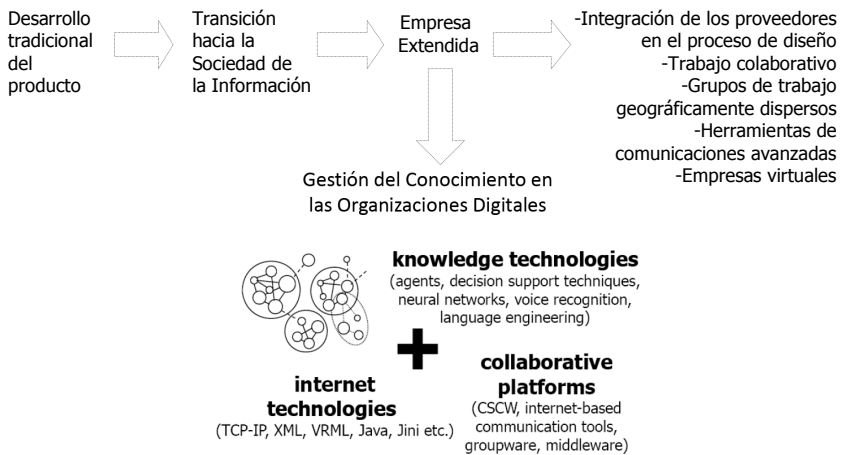 Desarrollo
tradicional
del
producto
Transición
hacia la
Sociedad de
la Información
Empresa
Extendida
-Integración de los proveedores
en el proceso de diseño
-Trabajo colaborativo
-Grupos de trabajo
geográficamente dispersos
-Herramientas de
comunicaciones avanzadas
-Empresas virtuales
Gestión del Conocimiento en
las Organizaciones Digitales
knowledge technologies
(agents, decision support techniques,
neural networks, voice recognition,
language engineering)
internet
technologies
(TCP-IP, XML, VRML, Java, Jini etc.)
collaborative
platforms
(CSCW, internet-based
communication tools,
groupware, middleware)